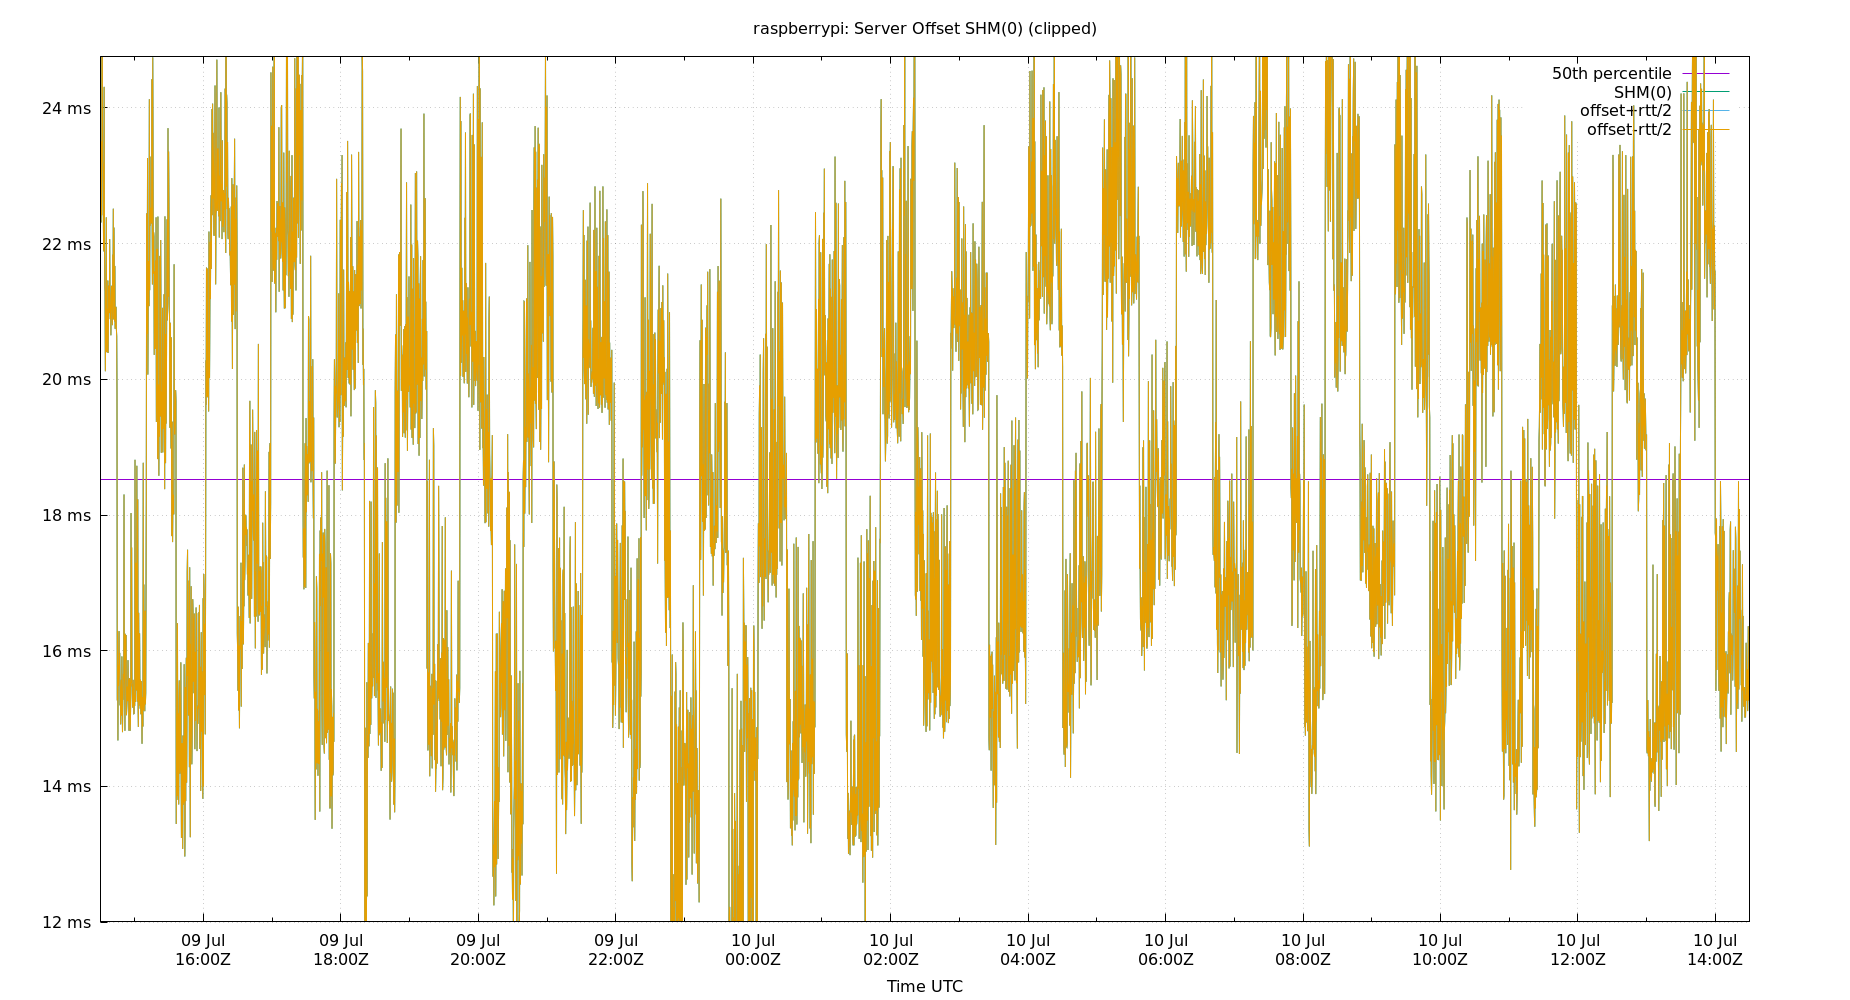 raspberrypi: Server Offset SHM(0) (clipped)
50th percentile
SHM(0)
offset+rtt/2
offset-rtt/2
24 ms
22 ms
20 ms
18 ms
16 ms
14 ms
12 ms
09 Jul 09 Jul 09 Jul 09 Jul 10 Jul 10 Jul 10 Jul 10 Jul 10 Jul 10 Jul 10 Jul 10 Jul
16:00Z 18:00Z 20:00Z 22:00Z 00:00Z 02:00Z 04:00Z 06:00Z 08:00Z 10:00Z 12:00Z 14:00Z
Time UTC